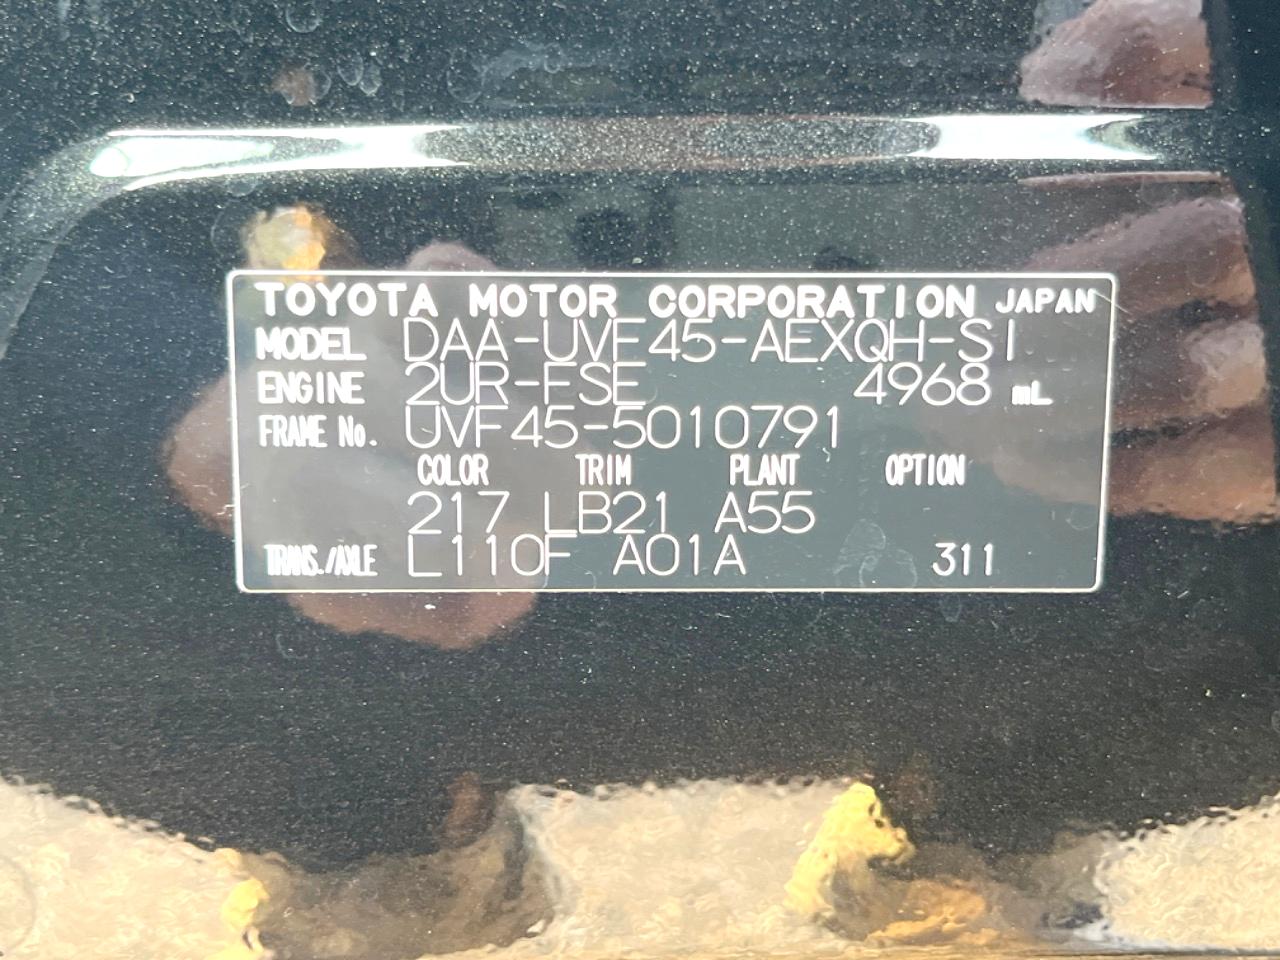 TOYOTA MOTOR CORPORATION JAPAN
MODEL DAA-UVF45-AEXQH-SI
ENGINE 2UR-FSE 4968 mL
FRAME No. UVF45-5010791
COLOR TRIM PLANT OPTION
217 LB21 A55
TRANS./AXLE L110F A01A 311